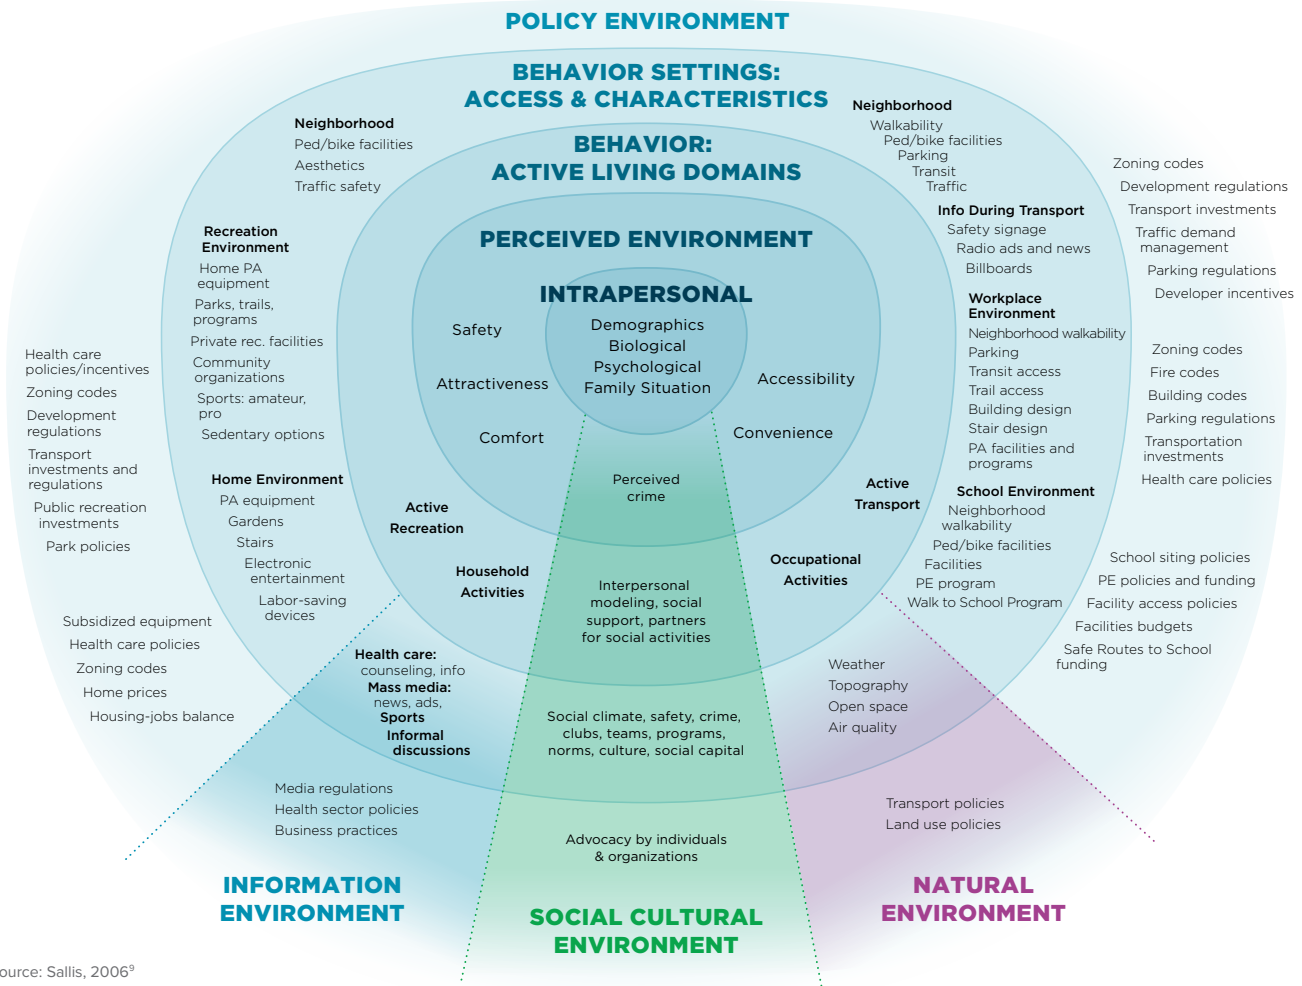 POLICY ENVIRONMENT
BEHAVIOR SETTINGS:
ACCESS & CHARACTERISTICS
BEHAVIOR:
ACTIVE LIVING DOMAINS
PERCEIVED ENVIRONMENT
INTRAPERSONAL
Demographics
Biological
Psychological
Family Situation
Safety
Attractiveness
Comfort
Accessibility
Convenience
Active
Recreation
Household
Activities
Active
Transport
Occupational
Activities
Neighborhood
Ped/bike facilities
Aesthetics
Traffic safety
Recreation
Environment
Home PA
equipment
Parks, trails,
programs
Private rec. facilities
Community
organizations
Sports: amateur,
pro
Sedentary options
Home Environment
PA equipment
Gardens
Stairs
Electronic
entertainment
Labor-saving
devices
Neighborhood
Walkability
Ped/bike facilities
Parking
Transit
Traffic
Info During Transport
Safety signage
Radio ads and news
Billboards
Workplace
Environment
Neighborhood walkability
Parking
Transit access
Trail access
Building design
Stair design
PA facilities and
programs
School Environment
Neighborhood
walkability
Ped/bike facilities
Facilities
PE program
Walk to School Program
Health care
policies/incentives
Zoning codes
Development
regulations
Transport
investments and
regulations
Public recreation
investments
Park policies
Subsidized equipment
Health care policies
Zoning codes
Home prices
Housing-jobs balance
Zoning codes
Development regulations
Transport investments
Traffic demand
management
Parking regulations
Developer incentives
Zoning codes
Fire codes
Building codes
Parking regulations
Transportation
investments
Health care policies
School siting policies
PE policies and funding
Facility access policies
Facilities budgets
Safe Routes to School
funding
Health care:
counseling, info
Mass media:
news, ads,
Sports
Informal
discussions
Media regulations
Health sector policies
Business practices
INFORMATION
ENVIRONMENT
Perceived
crime
Interpersonal
modeling, social
support, partners
for social activities
Social climate, safety, crime,
clubs, teams, programs,
norms, culture, social capital
Advocacy by individuals
& organizations
SOCIAL CULTURAL
ENVIRONMENT
Weather
Topography
Open space
Air quality
Transport policies
Land use policies
NATURAL
ENVIRONMENT
ource: Sallis, 2006⁹